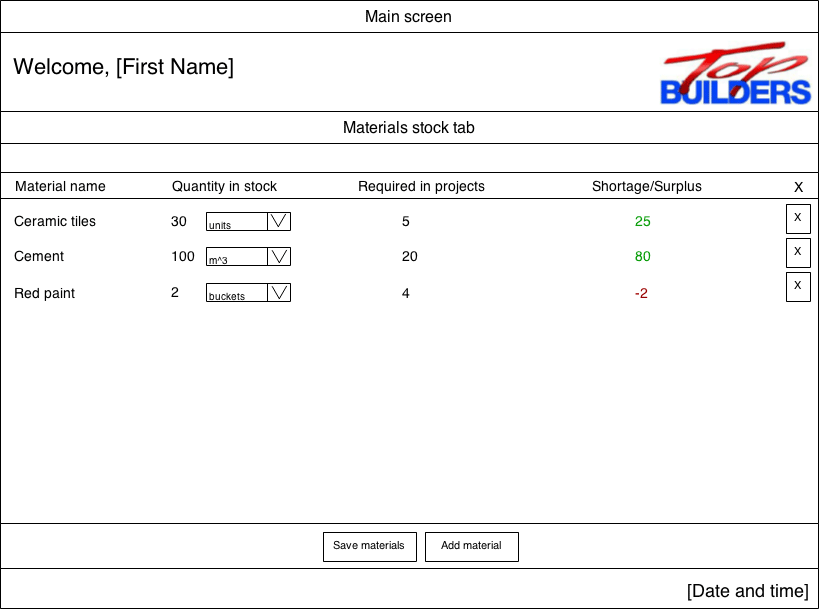 Main screen
Welcome, [First Name]
Top
BUILDERS
Materials stock tab
Material name Quantity in stock Required in projects Shortage/Surplus X
Ceramic tiles 30 units 5 25 X
Cement 100 m^3 20 80 X
Red paint 2 buckets 4 -2 X
Save materials Add material
[Date and time]